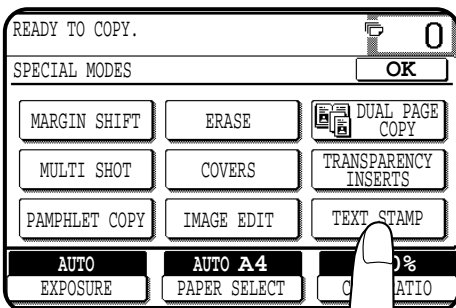 READY TO COPY.
0
SPECIAL MODES
OK
MARGIN SHIFT
ERASE
DUAL PAGE
COPY
MULTI SHOT
COVERS
TRANSPARENCY
INSERTS
PAMPHLET COPY
IMAGE EDIT
TEXT STAMP
AUTO
AUTO A4
EXPOSURE
PAPER SELECT